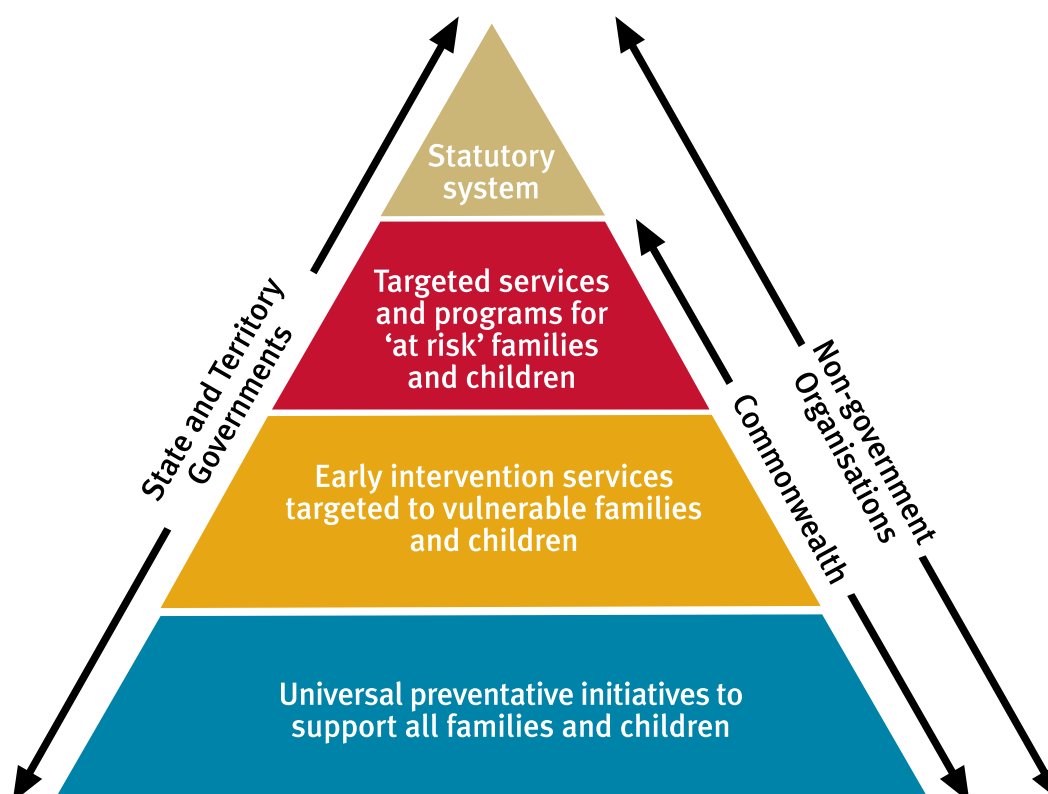 Statutory
system
Targeted services
and programs for
‘at risk’ families
and children
Early intervention services
targeted to vulnerable families
and children
Universal preventative initiatives to
support all families and children
State and Territory
Governments
Commonwealth
Non-government
Organisations